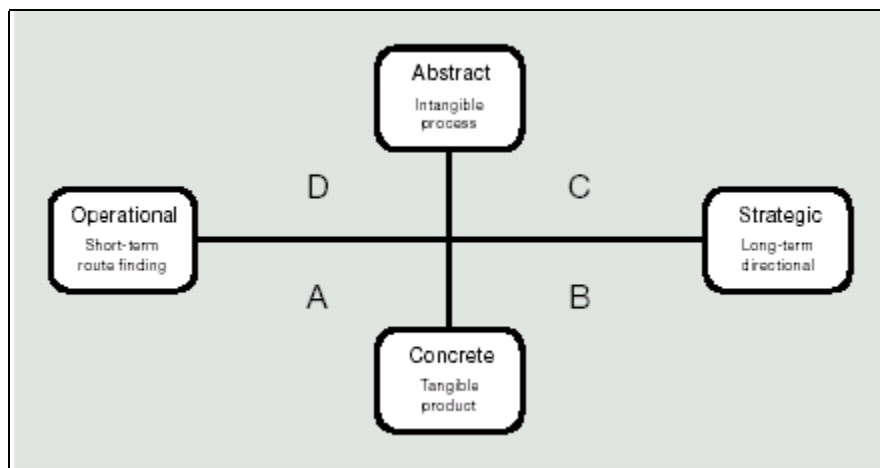 Abstract
Intangible
process
D
C
Operational
Short-term
route finding
Strategic
Long-term
directional
A
B
Concrete
Tangible
product